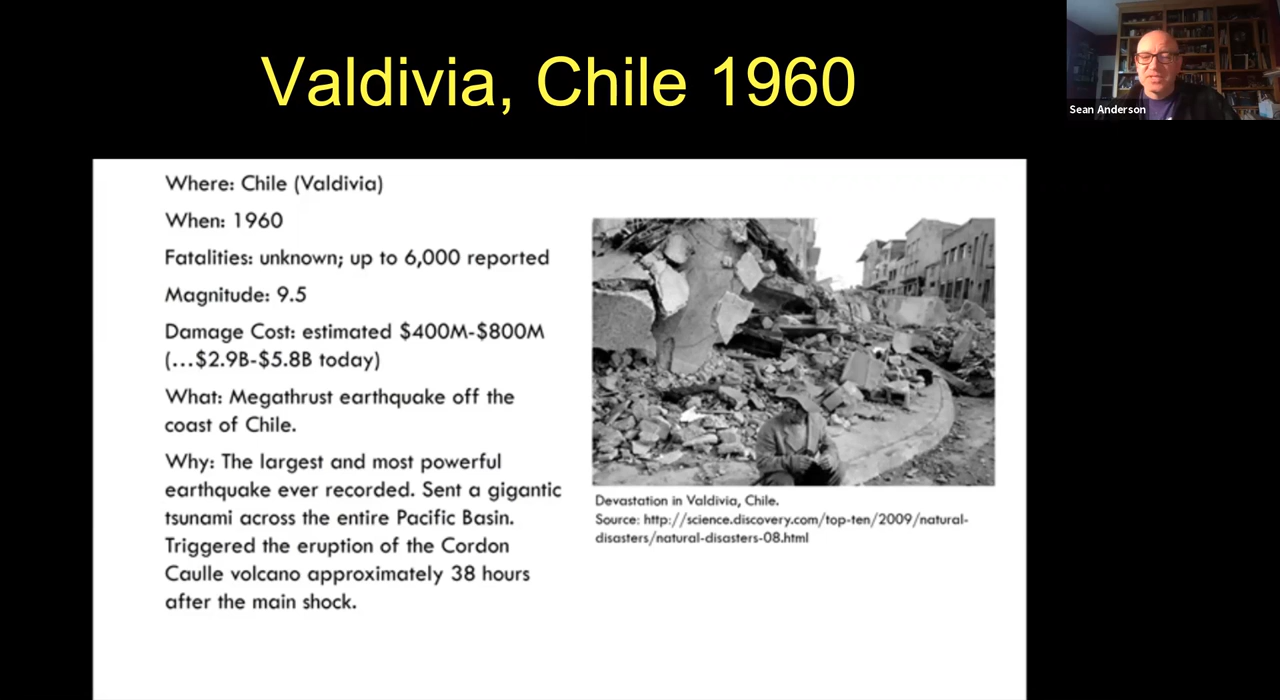 Valdivia, Chile 1960
Sean Anderson
Where: Chile (Valdivia)
When: 1960
Fatalities: unknown; up to 6,000 reported
Magnitude: 9.5
Damage Cost: estimated $400M-$800M
(...$2.9B-$5.8B today)
What: Megathrust earthquake off the
coast of Chile.
Why: The largest and most powerful
earthquake ever recorded. Sent a gigantic
tsunami across the entire Pacific Basin.
Triggered the eruption of the Cordon
Caulle volcano approximately 38 hours
after the main shock.
Devastation in Valdivia, Chile.
Source: http://science.discovery.com/top-ten/2009/natural-
disasters/natural-disasters-08.html